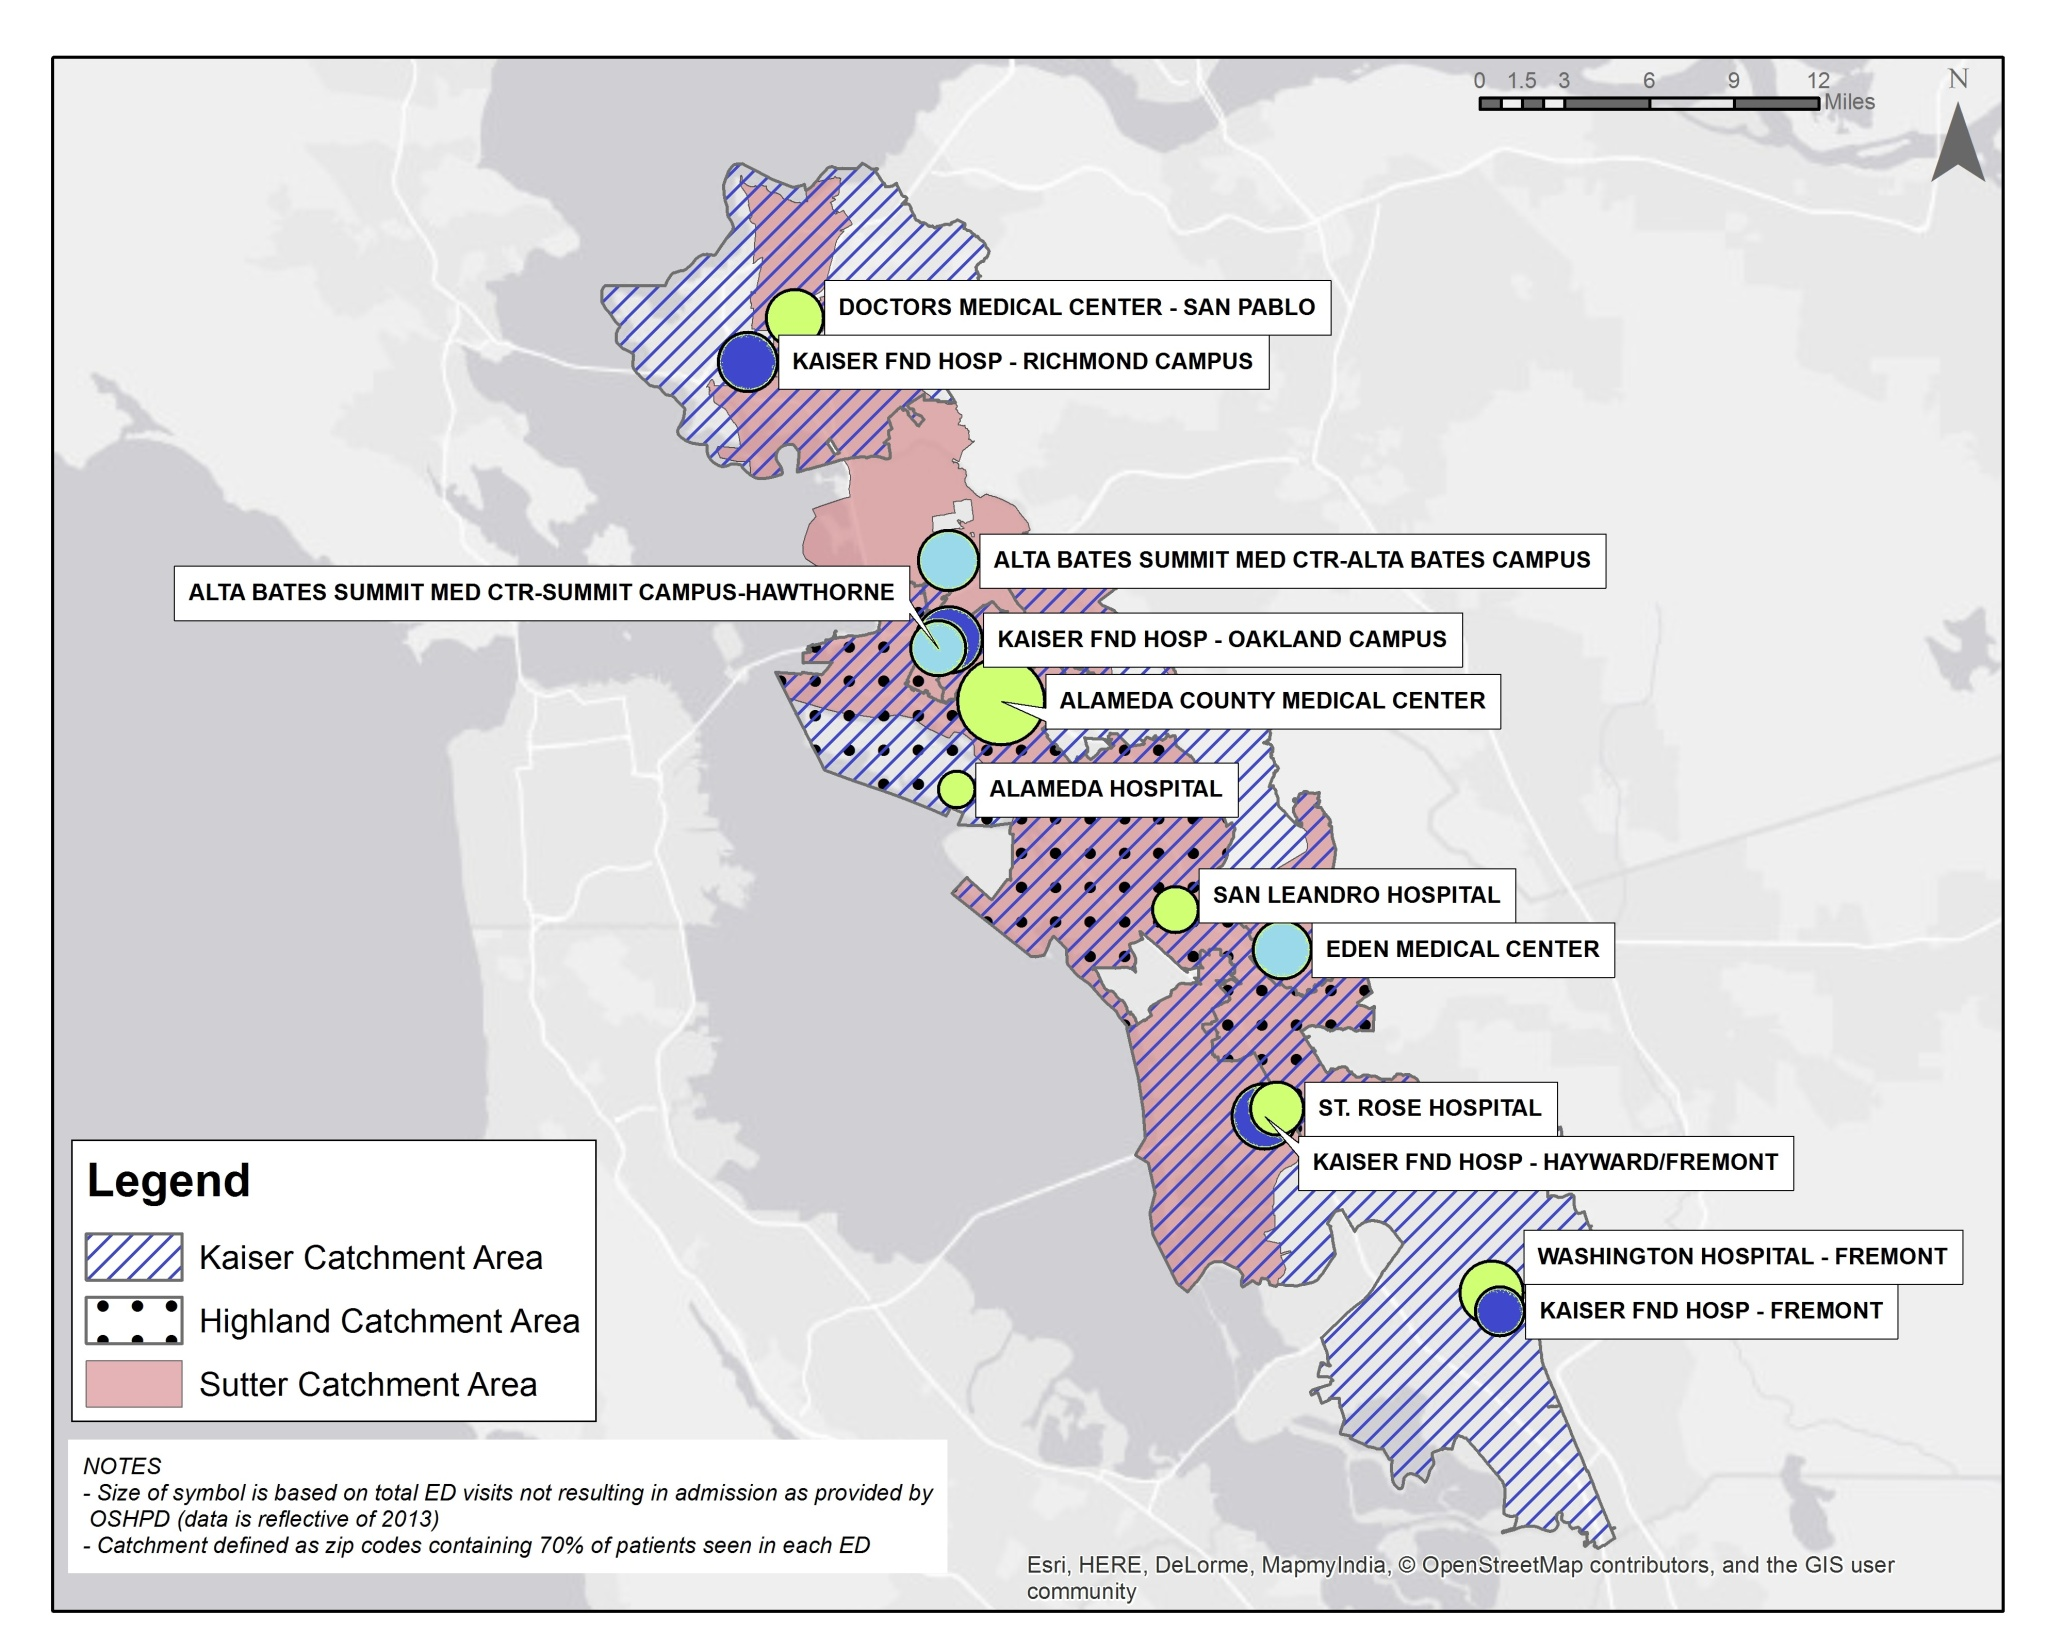 0 1.5 3 6 9 12
Miles
N
DOCTORS MEDICAL CENTER - SAN PABLO
KAISER FND HOSP - RICHMOND CAMPUS
ALTA BATES SUMMIT MED CTR-ALTA BATES CAMPUS
ALTA BATES SUMMIT MED CTR-SUMMIT CAMPUS-HAWTHORNE
KAISER FND HOSP - OAKLAND CAMPUS
ALAMEDA COUNTY MEDICAL CENTER
ALAMEDA HOSPITAL
SAN LEANDRO HOSPITAL
EDEN MEDICAL CENTER
ST. ROSE HOSPITAL
KAISER FND HOSP - HAYWARD/FREMONT
WASHINGTON HOSPITAL - FREMONT
KAISER FND HOSP - FREMONT
Legend
Kaiser Catchment Area
Highland Catchment Area
Sutter Catchment Area
NOTES
- Size of symbol is based on total ED visits not resulting in admission as provided by
OSHPD (data is reflective of 2013)
- Catchment defined as zip codes containing 70% of patients seen in each ED
Esri, HERE, DeLorme, MapmyIndia, © OpenStreetMap contributors, and the GIS user
community